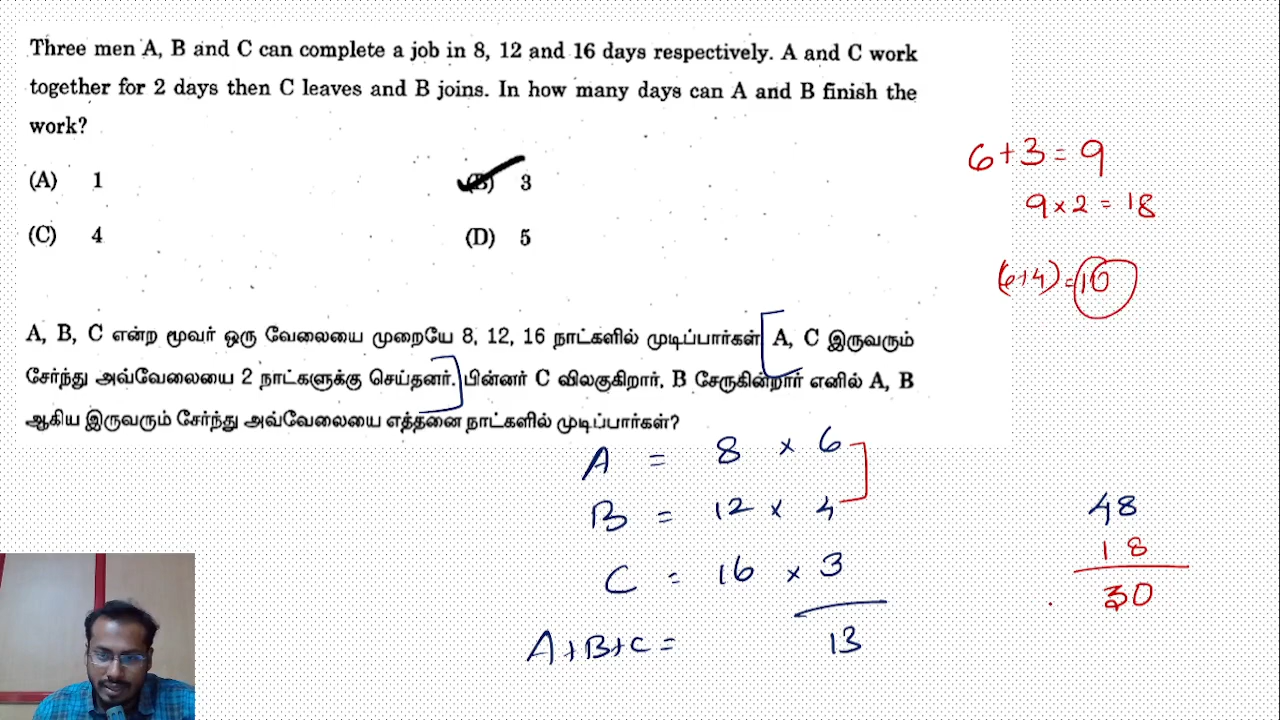 Three men A, B and C can complete a job in 8, 12 and 16 days respectively. A and C work
together for 2 days then C leaves and B joins. In how many days can A and B finish the
work?
(A) 1
(B) 3
(C) 4
(D) 5
6+3=9
9×2=18
(6+4)=10
A, B, C என்ற மூவர் ஒரு வேலையை முறையே 8, 12, 16 நாட்களில் முடிப்பார்கள் A, C இருவரும்
சேர்ந்து அவ்வேலையை 2 நாட்களுக்கு செய்தனர். பின்னர் C விலகுகிறார், B சேருகின்றார் எனில் A, B
ஆகிய இருவரும் சேர்ந்து அவ்வேலையை எத்தனை நாட்களில் முடிப்பார்கள்?
A = 8 × 6
B = 12 × 4
C = 16 × 3
A+B+C = 13
48
18
30